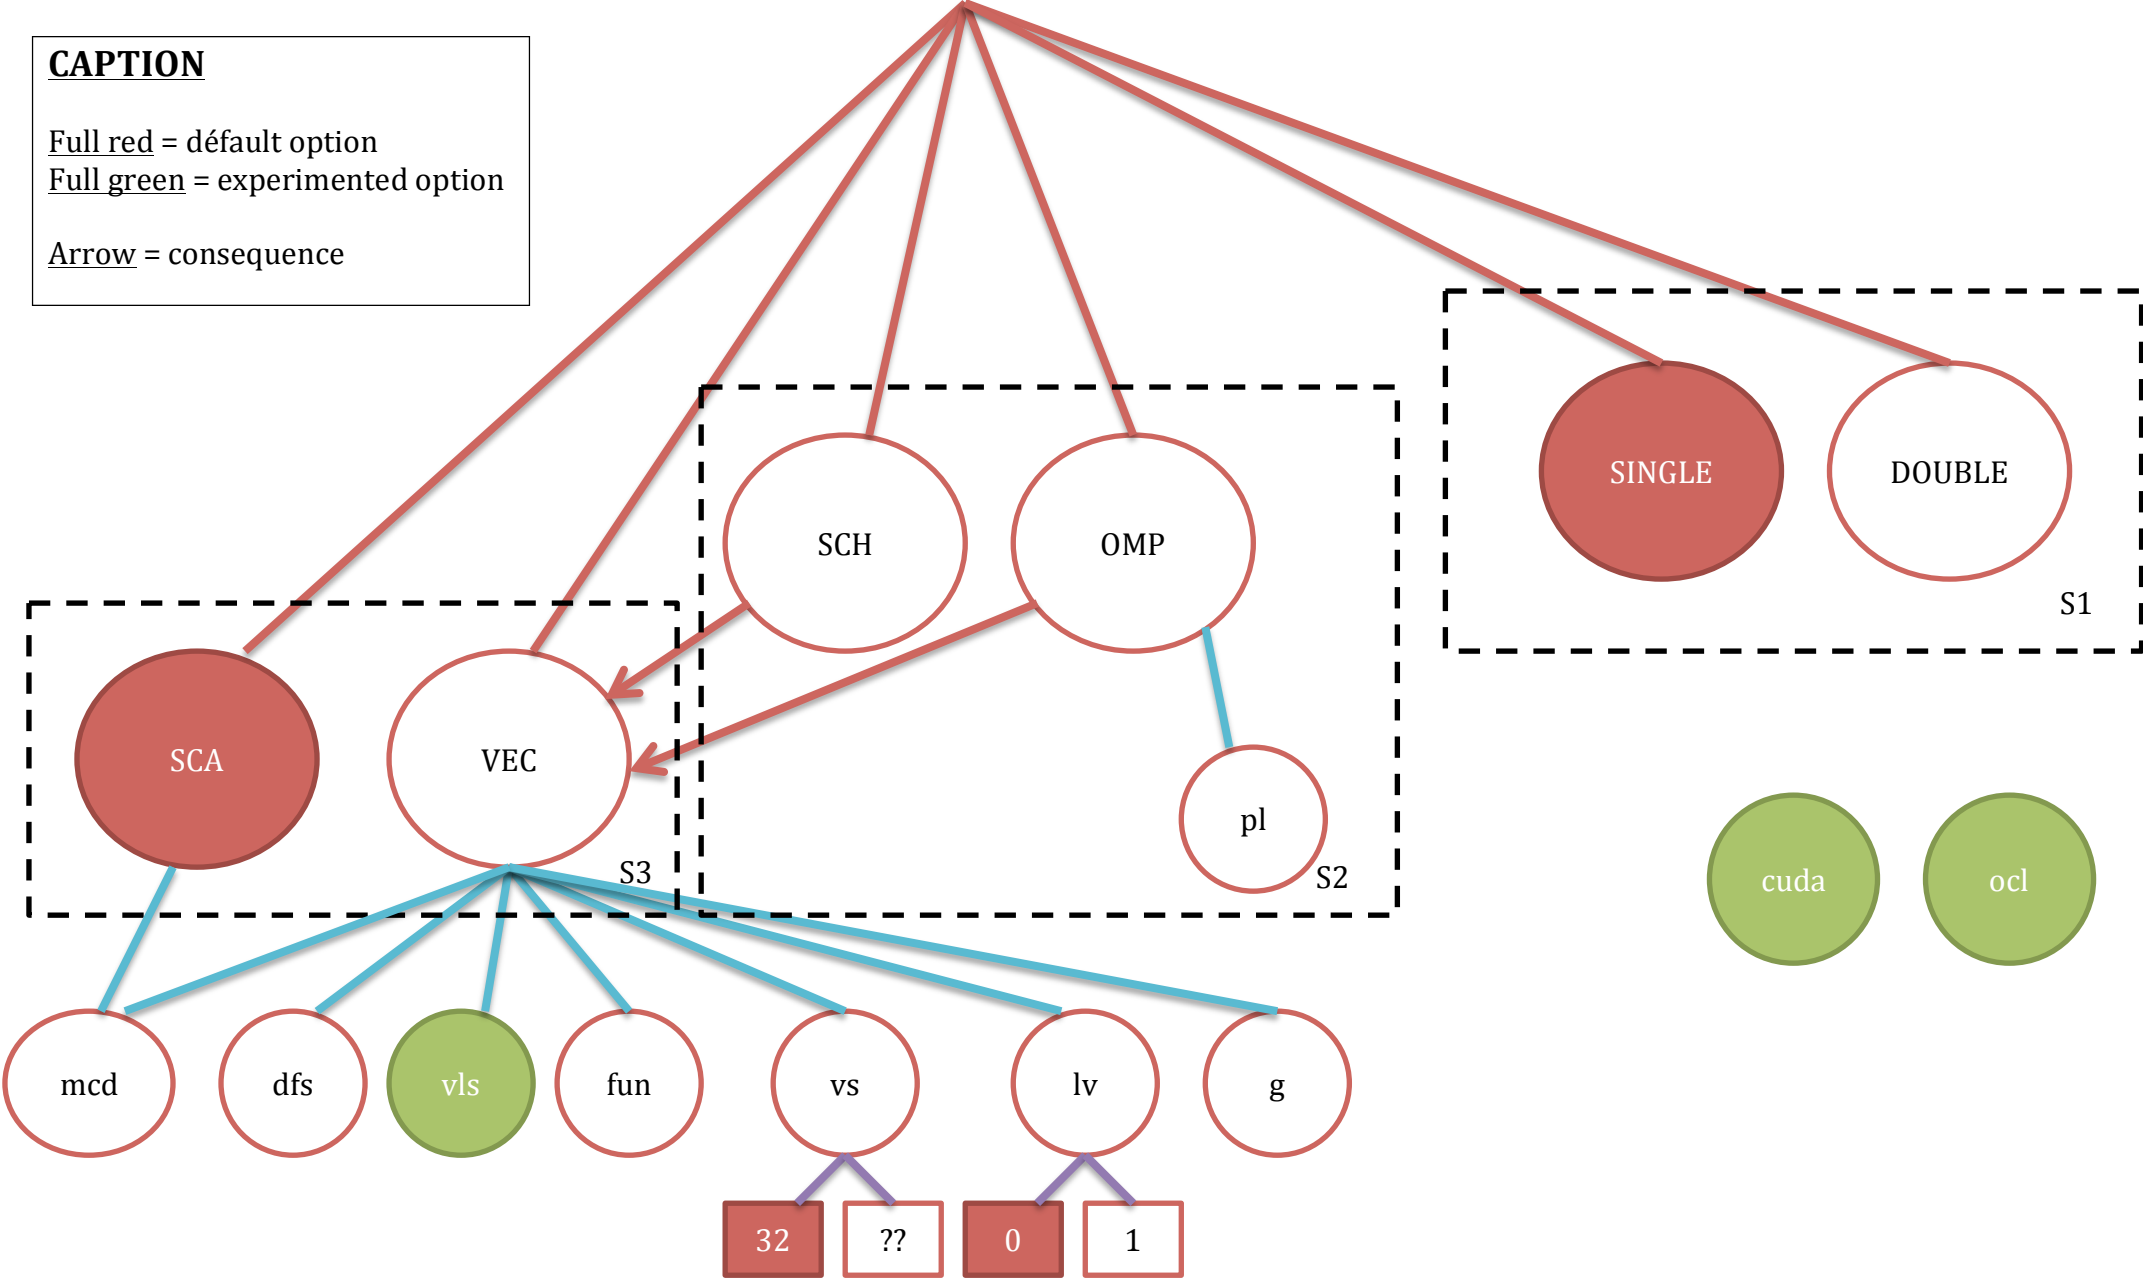 CAPTION
Full red = défault option
Full green = experimented option
Arrow = consequence
SINGLE
DOUBLE
S1
SCH
OMP
SCA
VEC
pl
S3
S2
cuda
ocl
mcd
dfs
vls
fun
vs
lv
g
32
??
0
1